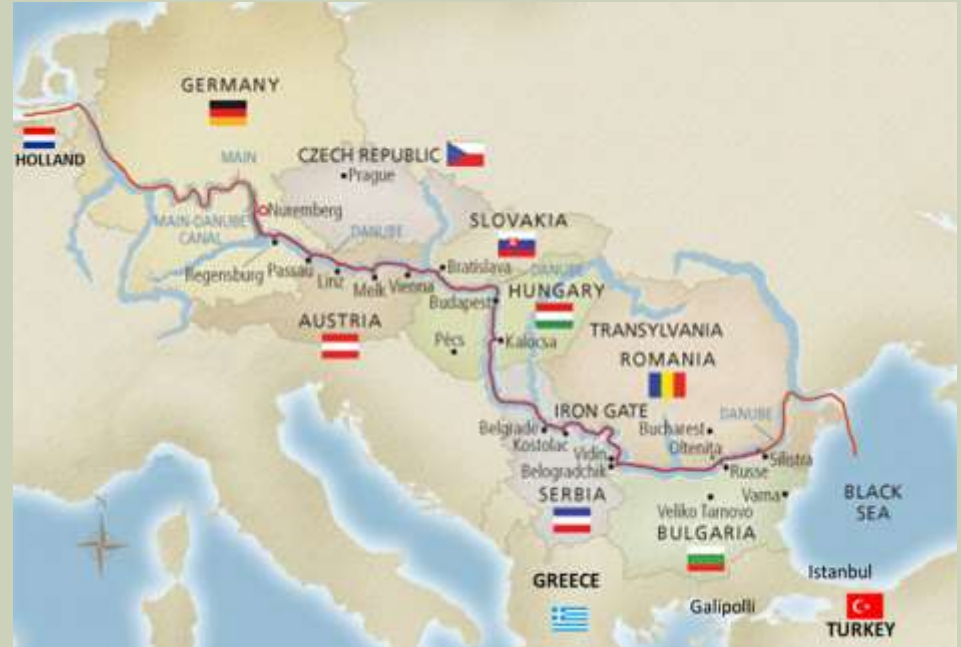 GERMANY
HOLLAND
MAIN
CZECH REPUBLIC
Prague
Nuremberg
MAIN-DANUBE
CANAL
DANUBE
SLOVAKIA
Regensburg
Passau
Linz
Melk
Vienna
Bratislava
DANUBE
Budapest
HUNGARY
AUSTRIA
TRANSYLVANIA
Pécs
Kalocsa
ROMANIA
IRON GATE
DANUBE
Belgrade
Bucharest
Kostolac
Oltenița
Vidin
Silistra
Belogradchik
Russe
SERBIA
Varna
BLACK
SEA
Veliko Tarnovo
BULGARIA
N
Istanbul
GREECE
Galipolli
TURKEY